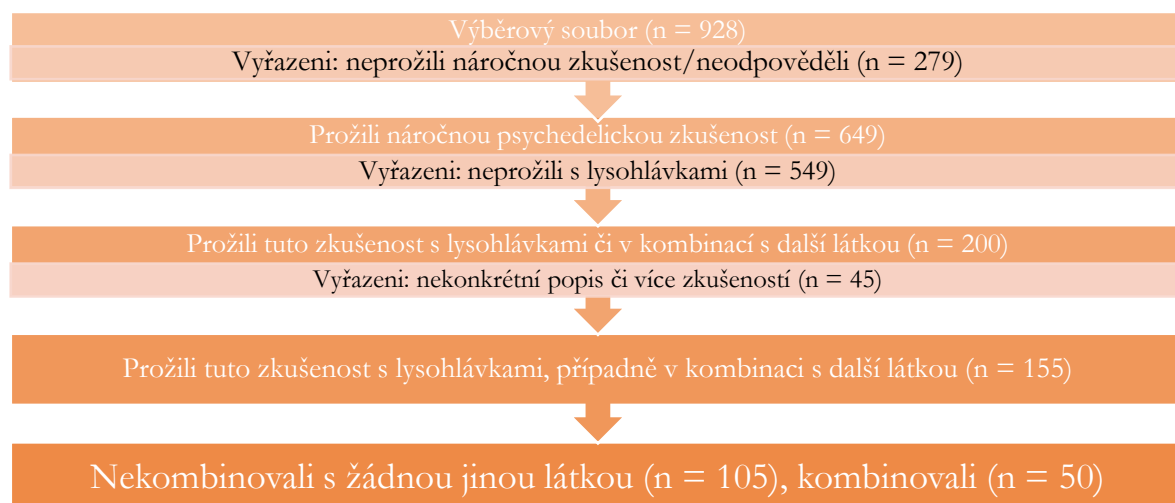 Výběrový soubor (n = 928)
Vyřazeni: neprožili náročnou zkušenost/neodpověděli (n = 279)
Prožili náročnou psychedelickou zkušenost (n = 649)
Vyřazeni: neprožili s lysohlávkami (n = 549)
Prožili tuto zkušenost s lysohlávkami či v kombinací s další látkou (n = 200)
Vyřazeni: nekonkrétní popis či více zkušeností (n = 45)
Prožili tuto zkušenost s lysohlávkami, případně v kombinaci s další látkou (n = 155)
Nekombinovali s žádnou jinou látkou (n = 105), kombinovali (n = 50)